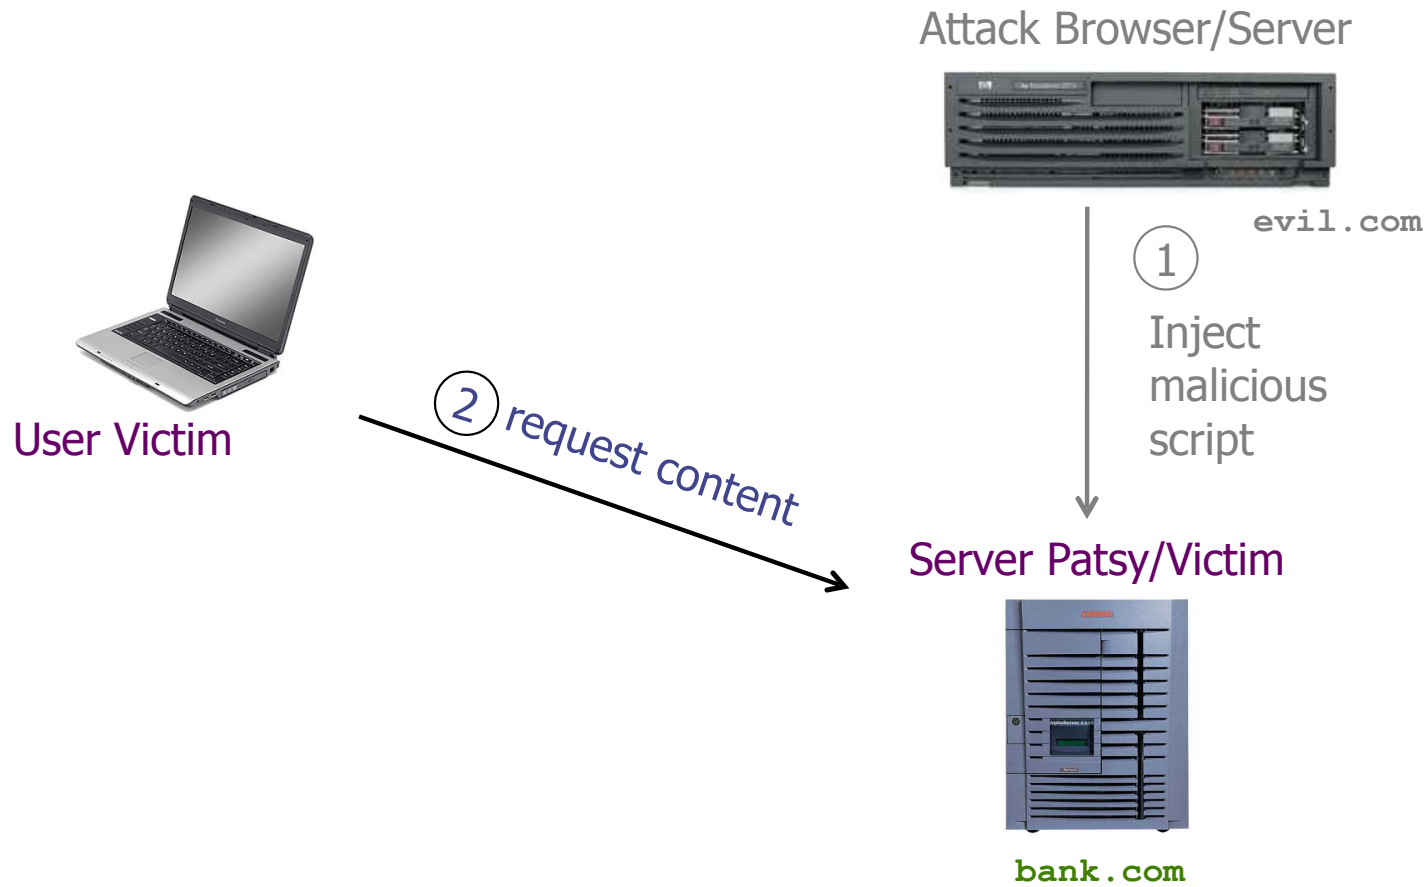 Attack Browser/Server
evil.com
1
Inject
malicious
script
User Victim
2 request content
Server Patsy/Victim
bank.com